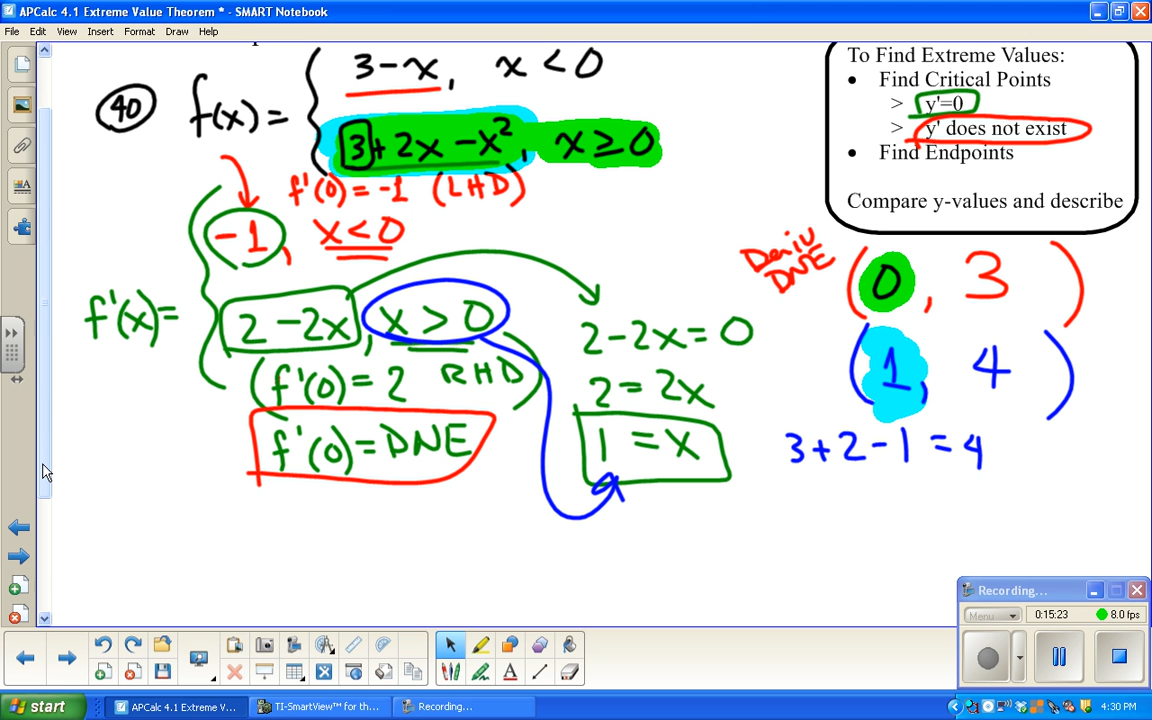 APCalc 4.1 Extreme Value Theorem * - SMART Notebook
File Edit View Insert Format Draw Help
40 f(x) = { 3 - x, x < 0
3 + 2x - x², x ≥ 0
f'(0) = -1 (LHD)
-1, x < 0
f'(x) = { 2 - 2x, x > 0
(f'(0) = 2 RHD)
f'(0) = DNE
2 - 2x = 0
2 = 2x
1 = x
To Find Extreme Values:
• Find Critical Points
> y'=0
> y' does not exist
• Find Endpoints
Compare y-values and describe
Deriv
DNE
(0, 3)
(1, 4)
3 + 2 - 1 = 4
Recording...
Menu 0:15:23 8.0 fps
start APCalc 4.1 Extreme V... TI-SmartView™ for th... Recording... 4:30 PM